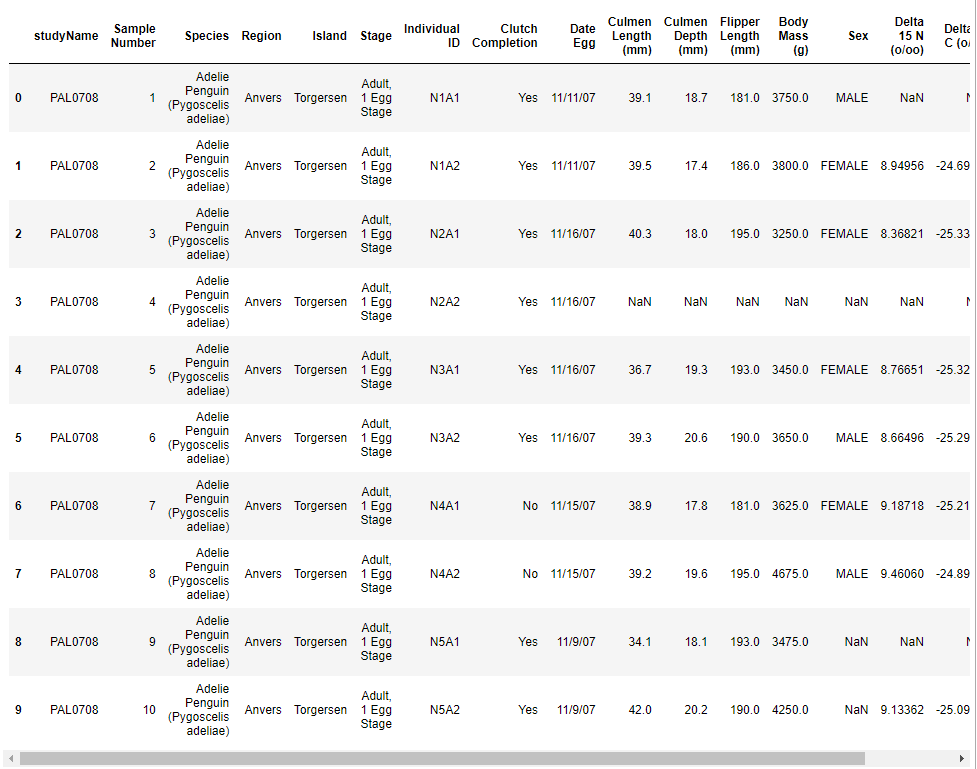 studyName Sample Number Species Region Island Stage Individual ID Clutch Completion Date Egg Culmen Length (mm) Culmen Depth (mm) Flipper Length (mm) Body Mass (g) Sex Delta 15 N (o/oo) Delta C (o/
0 PAL0708 1 Adelie Penguin (Pygoscelis adeliae) Anvers Torgersen Adult, 1 Egg Stage N1A1 Yes 11/11/07 39.1 18.7 181.0 3750.0 MALE NaN
1 PAL0708 2 Adelie Penguin (Pygoscelis adeliae) Anvers Torgersen Adult, 1 Egg Stage N1A2 Yes 11/11/07 39.5 17.4 186.0 3800.0 FEMALE 8.94956 -24.69
2 PAL0708 3 Adelie Penguin (Pygoscelis adeliae) Anvers Torgersen Adult, 1 Egg Stage N2A1 Yes 11/16/07 40.3 18.0 195.0 3250.0 FEMALE 8.36821 -25.33
3 PAL0708 4 Adelie Penguin (Pygoscelis adeliae) Anvers Torgersen Adult, 1 Egg Stage N2A2 Yes 11/16/07 NaN NaN NaN NaN NaN NaN
4 PAL0708 5 Adelie Penguin (Pygoscelis adeliae) Anvers Torgersen Adult, 1 Egg Stage N3A1 Yes 11/16/07 36.7 19.3 193.0 3450.0 FEMALE 8.76651 -25.32
5 PAL0708 6 Adelie Penguin (Pygoscelis adeliae) Anvers Torgersen Adult, 1 Egg Stage N3A2 Yes 11/16/07 39.3 20.6 190.0 3650.0 MALE 8.66496 -25.29
6 PAL0708 7 Adelie Penguin (Pygoscelis adeliae) Anvers Torgersen Adult, 1 Egg Stage N4A1 No 11/15/07 38.9 17.8 181.0 3625.0 FEMALE 9.18718 -25.21
7 PAL0708 8 Adelie Penguin (Pygoscelis adeliae) Anvers Torgersen Adult, 1 Egg Stage N4A2 No 11/15/07 39.2 19.6 195.0 4675.0 MALE 9.46060 -24.89
8 PAL0708 9 Adelie Penguin (Pygoscelis adeliae) Anvers Torgersen Adult, 1 Egg Stage N5A1 Yes 11/9/07 34.1 18.1 193.0 3475.0 NaN NaN
9 PAL0708 10 Adelie Penguin (Pygoscelis adeliae) Anvers Torgersen Adult, 1 Egg Stage N5A2 Yes 11/9/07 42.0 20.2 190.0 4250.0 NaN 9.13362 -25.09